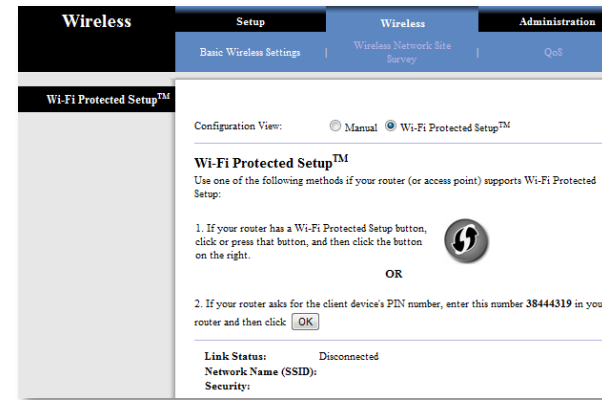 Wireless
Setup
Wireless
Administration
Basic Wireless Settings
|
Wireless Network Site
Survey
|
QoS
Wi-Fi Protected Setup™
Configuration View:
Manual
Wi-Fi Protected Setup™
Wi-Fi Protected Setup™
Use one of the following methods if your router (or access point) supports Wi-Fi Protected
Setup:
1. If your router has a Wi-Fi Protected Setup button,
click or press that button, and then click the button
on the right.
OR
2. If your router asks for the client device's PIN number, enter this number 38444319 in you
router and then click OK
Link Status: Disconnected
Network Name (SSID):
Security: